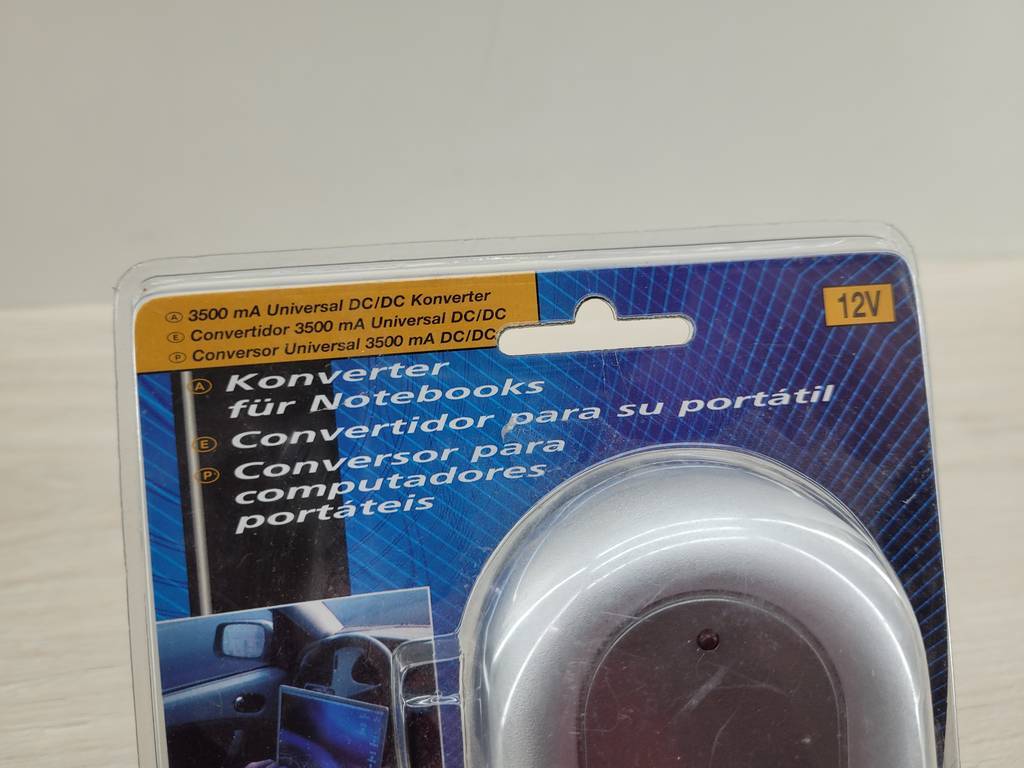 A 3500 mA Universal DC/DC Konverter
E Convertidor 3500 mA Universal DC/DC
P Conversor Universal 3500 mA DC/DC
12V
A Konverter
für Notebooks
E Convertidor para su portátil
P Conversor para
computadores
portáteis